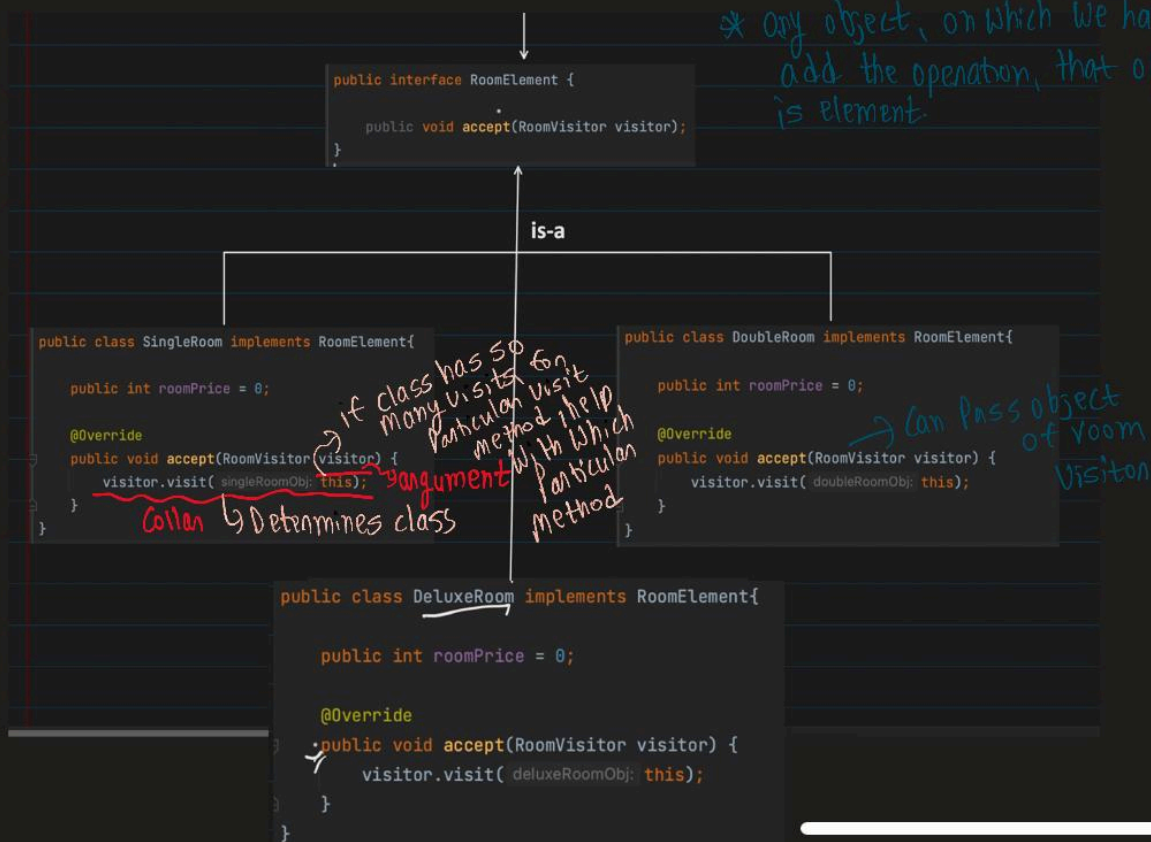 * any object, on which we ha
add the operation, that o
is element.
public interface RoomElement {
public void accept(RoomVisitor visitor);
}
is-a
public class SingleRoom implements RoomElement{
public int roomPrice = 0;
@Override
public void accept(RoomVisitor visitor) {
visitor.visit( singleRoomObj: this);
}
}
if class has so
many visits for
particular visit
method, help
with which
particular
method
argument
Collar
Determines class
public class DoubleRoom implements RoomElement{
public int roomPrice = 0;
@Override
public void accept(RoomVisitor visitor) {
visitor.visit( doubleRoomObj: this);
}
}
Can Pass object
of room
Visitor
public class DeluxeRoom implements RoomElement{
public int roomPrice = 0;
@Override
public void accept(RoomVisitor visitor) {
visitor.visit( deluxeRoomObj: this);
}
}